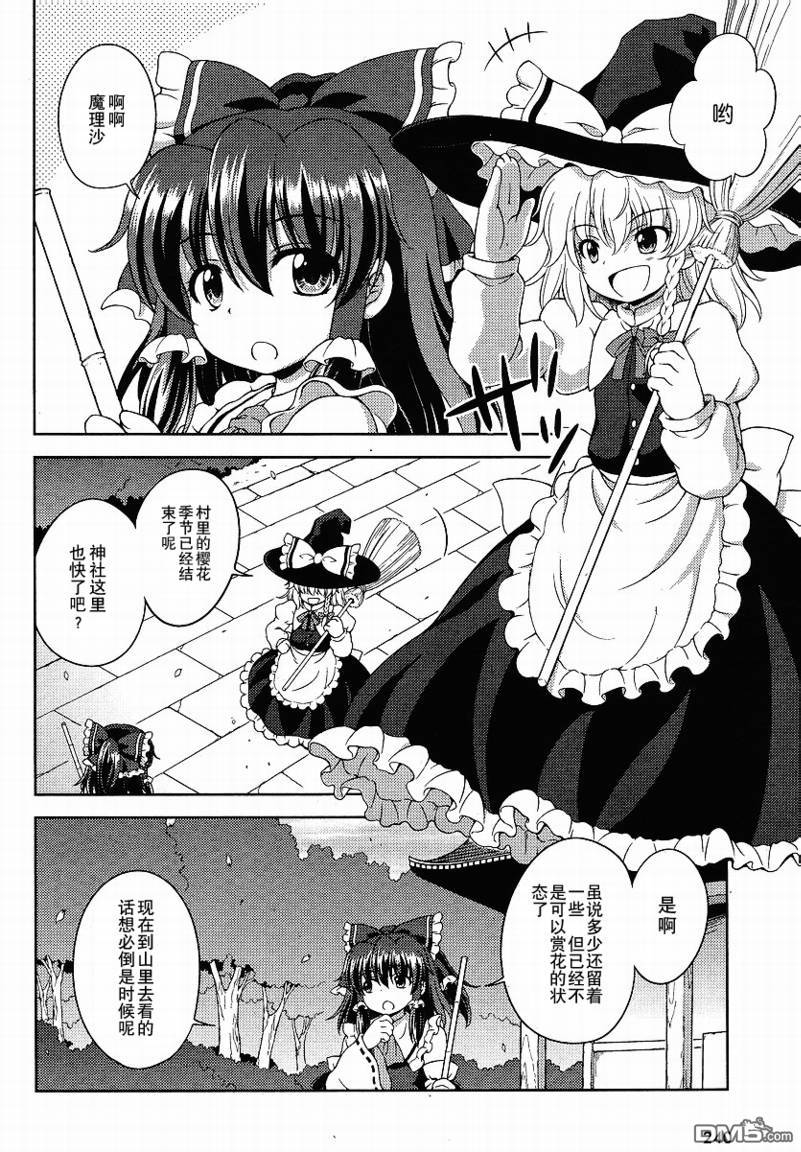 哟
啊啊
魔理沙
ザッ
村里的樱花
季节已经结
束了呢
神社这里
也快了吧?
是啊
虽说多少还留着
一些 但已经不
是可以赏花的状
态了
现在到山里去看的
话想必倒是时候呢
240
DM5.com